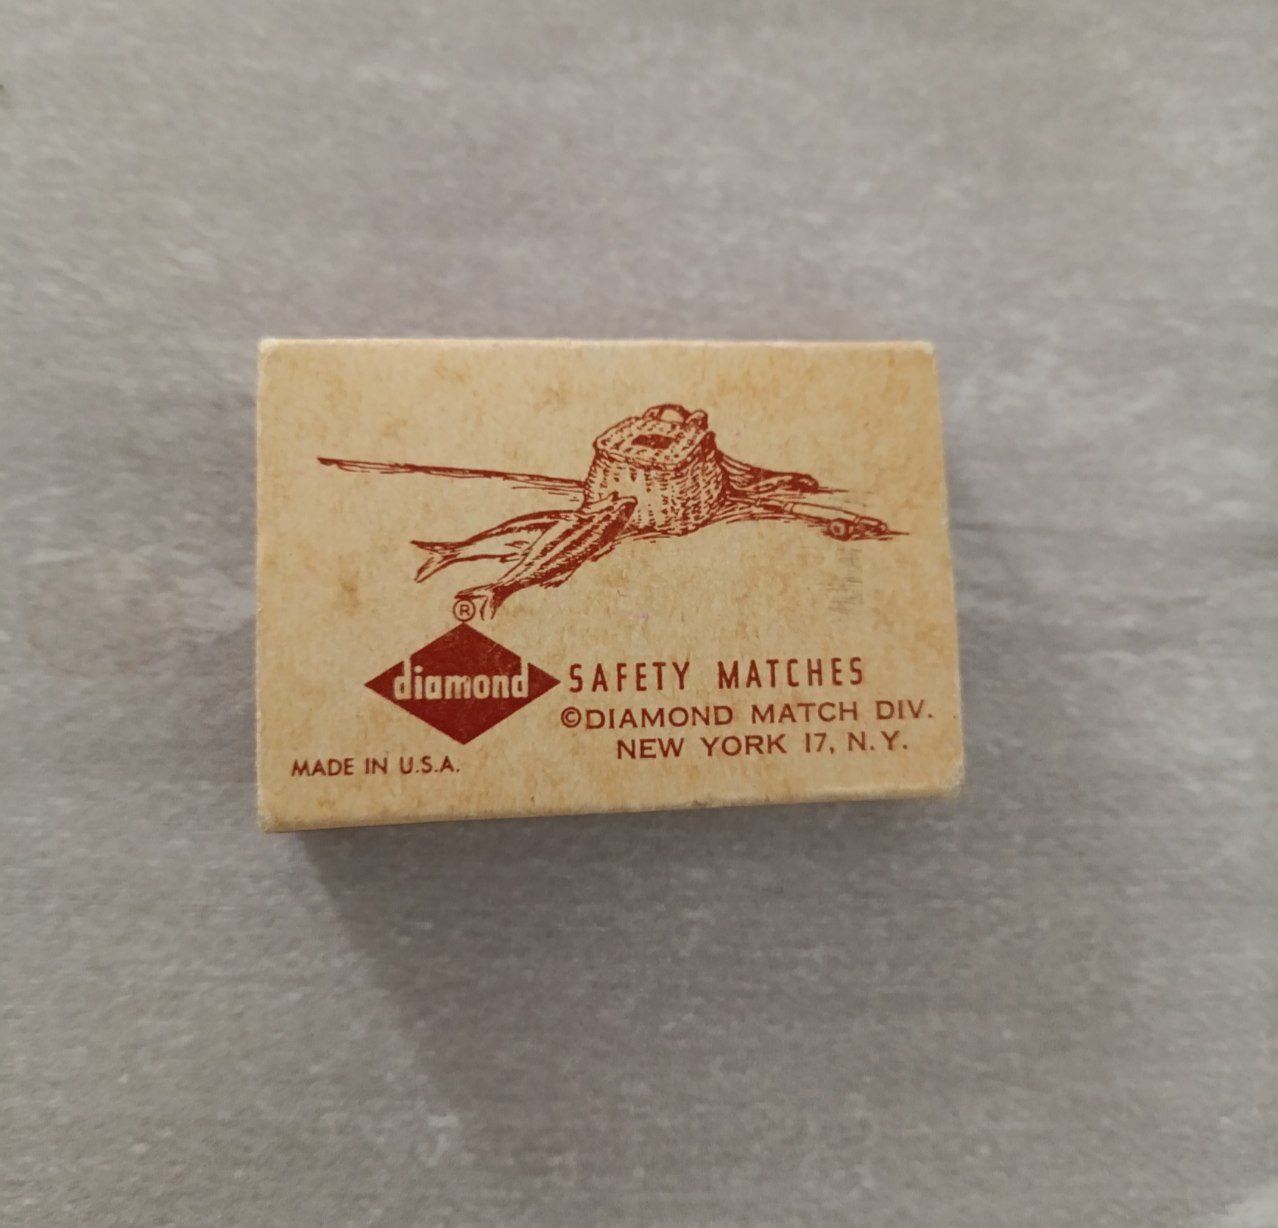 ®
diamond SAFETY MATCHES
©DIAMOND MATCH DIV.
NEW YORK 17, N.Y.
MADE IN U.S.A.